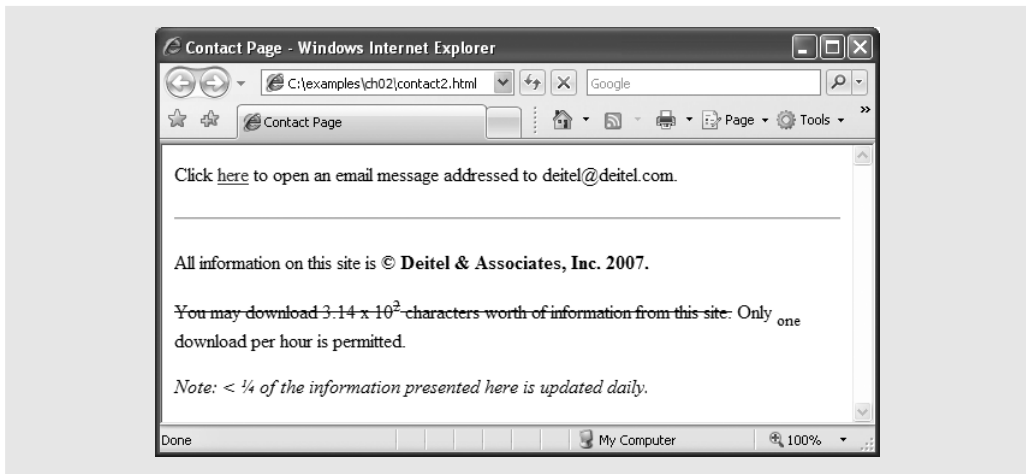 Contact Page - Windows Internet Explorer
C:\examples\ch02\contact2.html
Google
Contact Page
Page
Tools
»
Click here to open an email message addressed to deitel@deitel.com.
All information on this site is © Deitel & Associates, Inc. 2007.
You may download 3.14 x 10² characters worth of information from this site. Only one
download per hour is permitted.
Note: < ¼ of the information presented here is updated daily.
Done
My Computer
100%